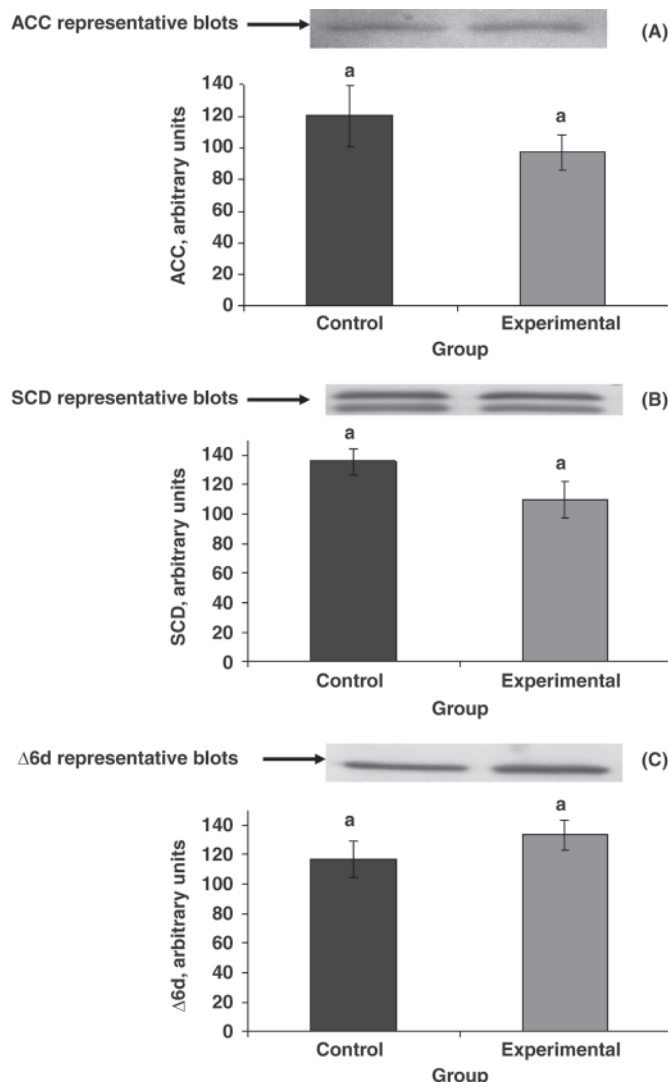 ACC representative blots
(A)
a
a
140
120
100
80
60
40
20
0
ACC, arbitrary units
Control
Experimental
Group
SCD representative blots
(B)
a
a
140
120
100
80
60
40
20
0
SCD, arbitrary units
Control
Experimental
Group
Δ6d representative blots
(C)
a
a
140
120
100
80
60
40
20
0
Δ6d, arbitrary units
Control
Experimental
Group